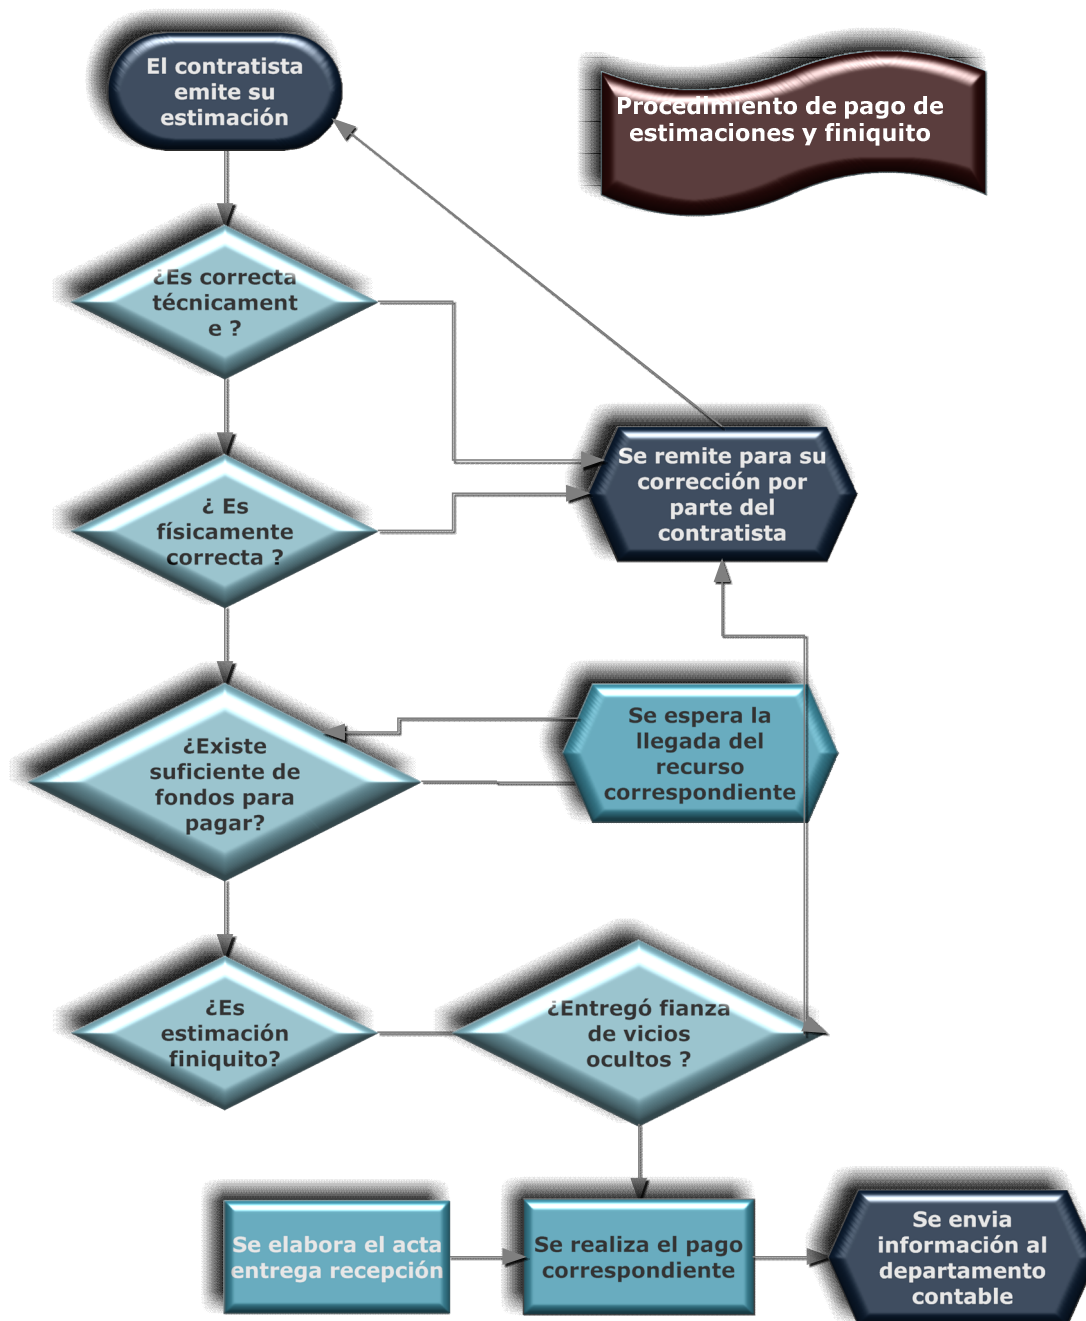 El contratista
emite su
estimación
Procedimiento de pago de
estimaciones y finiquito
¿Es correcta
técnicament
e ?
Se remite para su
corrección por
parte del
contratista
¿ Es
físicamente
correcta ?
Se espera la
llegada del
recurso
correspondiente
¿Existe
suficiente de
fondos para
pagar?
¿Es
estimación
finiquito?
¿Entregó fianza
de vicios
ocultos ?
Se elabora el acta
entrega recepción
Se realiza el pago
correspondiente
Se envia
información al
departamento
contable